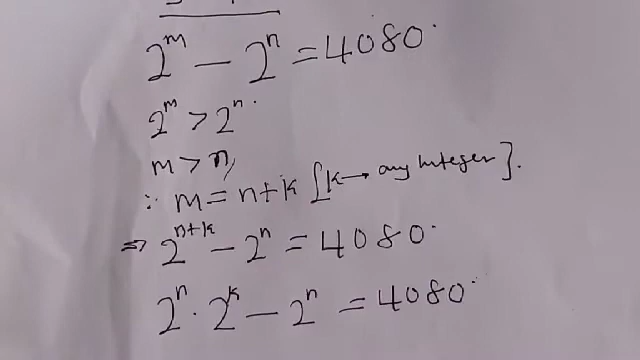 2^m - 2^n = 4080.
2^m > 2^n.
m > n,
∴ m = n+k [k → any integer].
⇒ 2^{n+k} - 2^n = 4080.
2^n . 2^k - 2^n = 4080.